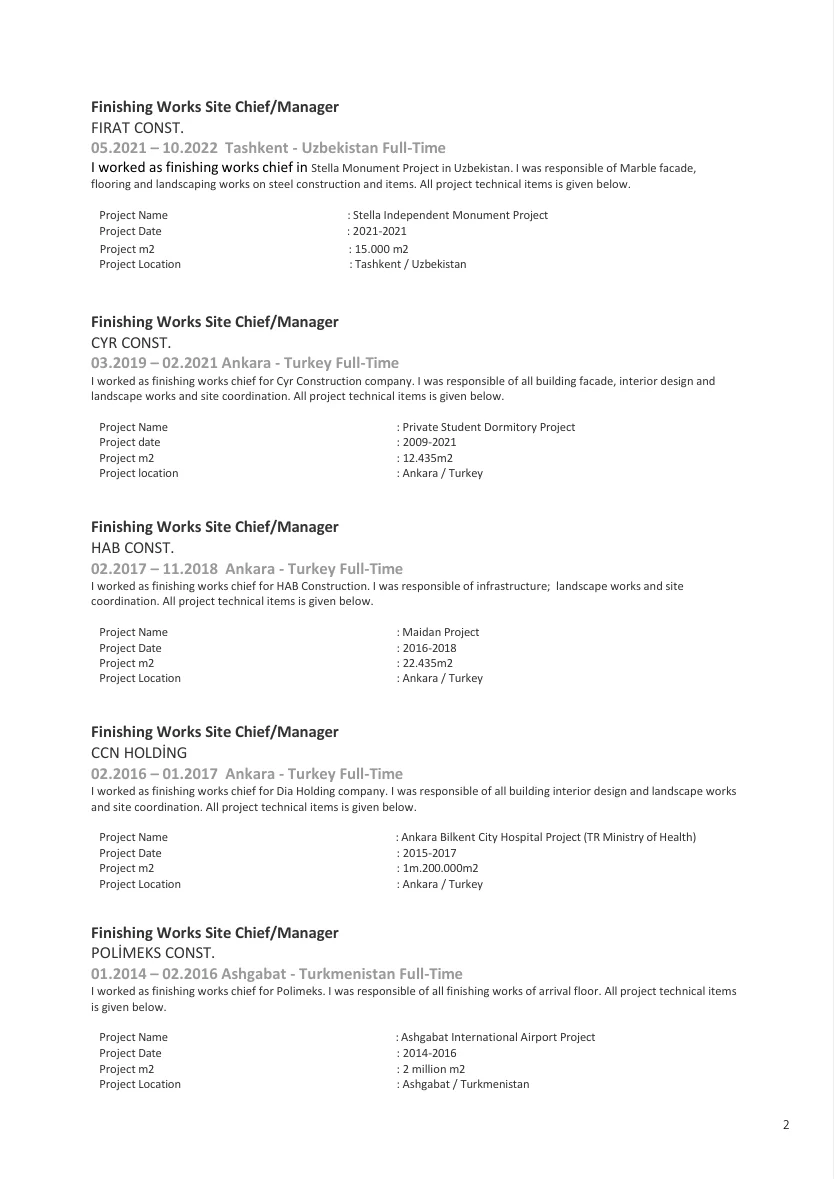 Finishing Works Site Chief/Manager
FIRAT CONST.
05.2021 – 10.2022  Tashkent - Uzbekistan Full-Time
I worked as finishing works chief in Stella Monument Project in Uzbekistan. I was responsible of Marble facade,
flooring and landscaping works on steel construction and items. All project technical items is given below.
Project Name : Stella Independent Monument Project
Project Date : 2021-2021
Project m2 : 15.000 m2
Project Location : Tashkent / Uzbekistan
Finishing Works Site Chief/Manager
CYR CONST.
03.2019 – 02.2021 Ankara - Turkey Full-Time
I worked as finishing works chief for Cyr Construction company. I was responsible of all building facade, interior design and
landscape works and site coordination. All project technical items is given below.
Project Name : Private Student Dormitory Project
Project date : 2009-2021
Project m2 : 12.435m2
Project location : Ankara / Turkey
Finishing Works Site Chief/Manager
HAB CONST.
02.2017 – 11.2018  Ankara - Turkey Full-Time
I worked as finishing works chief for HAB Construction. I was responsible of infrastructure;  landscape works and site
coordination. All project technical items is given below.
Project Name : Maidan Project
Project Date : 2016-2018
Project m2 : 22.435m2
Project Location : Ankara / Turkey
Finishing Works Site Chief/Manager
CCN HOLDİNG
02.2016 – 01.2017  Ankara - Turkey Full-Time
I worked as finishing works chief for Dia Holding company. I was responsible of all building interior design and landscape works
and site coordination. All project technical items is given below.
Project Name : Ankara Bilkent City Hospital Project (TR Ministry of Health)
Project Date : 2015-2017
Project m2 : 1m.200.000m2
Project Location : Ankara / Turkey
Finishing Works Site Chief/Manager
POLİMEKS CONST.
01.2014 – 02.2016 Ashgabat - Turkmenistan Full-Time
I worked as finishing works chief for Polimeks. I was responsible of all finishing works of arrival floor. All project technical items
is given below.
Project Name : Ashgabat International Airport Project
Project Date : 2014-2016
Project m2 : 2 million m2
Project Location : Ashgabat / Turkmenistan
2